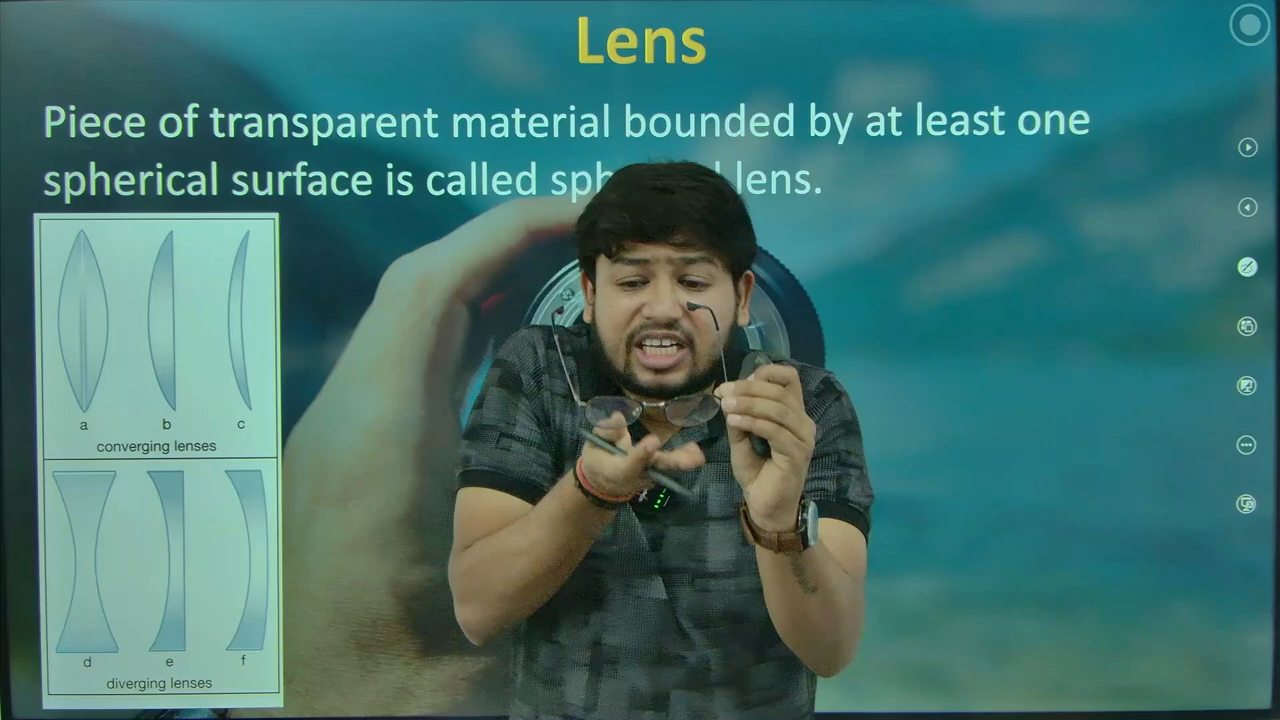 Lens
Piece of transparent material bounded by at least one
spherical surface is called lens.
a b c
converging lenses
d e f
diverging lenses